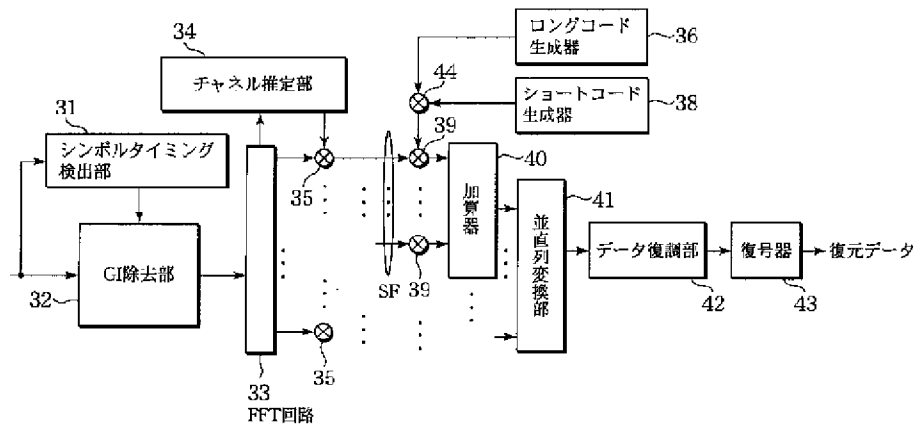 ロングコード
生成器
36
34
チャネル推定部
44
ショートコード
生成器
38
31
シンボルタイミング
検出部
35
39
40
加算器
41
並直列変換部
GI除去部
32
SF
39
データ復調部
42
復号器
43
復元データ
35
33
FFT回路